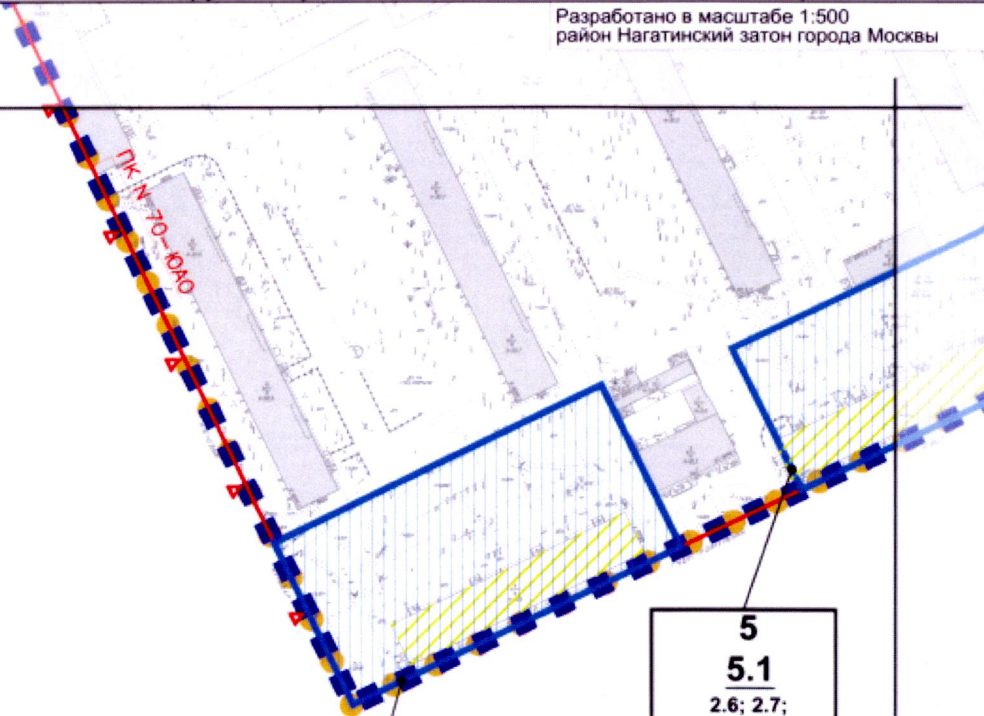 Разработано в масштабе 1:500
район Нагатинский затон города Москвы
ПК N 70-ЮАО
5
5.1
2.6; 2.7;